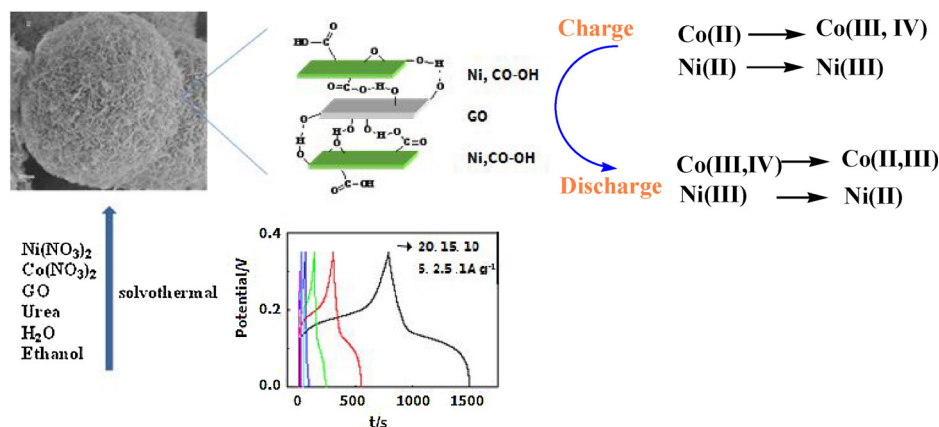 Charge
Co(II) → Co(III, IV)
Ni(II) → Ni(III)
Discharge
Co(III,IV) → Co(II,III)
Ni(III) → Ni(II)
HO
C
O
O
O
H
Ni, CO-OH
C
O
O
H
O
O
GO
O
H
O
H
O
H
O
H
O
C
O
Ni,CO-OH
O
C
OH
Ni(NO₃)₂
Co(NO₃)₂
GO
Urea
H₂O
Ethanol
solvothermal
Potential/V
0.4
0.2
0.0
→ 20. 15. 10
5. 2.5 .1A g⁻¹
0
500
1000
1500
t/s